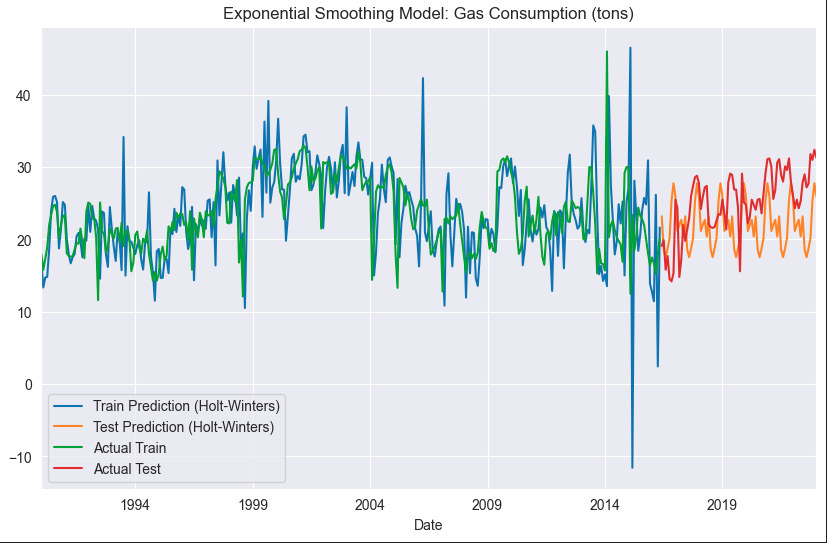 Exponential Smoothing Model: Gas Consumption (tons)
40
30
20
10
0
−10
Train Prediction (Holt-Winters)
Test Prediction (Holt-Winters)
Actual Train
Actual Test
1994 1999 2004 2009 2014 2019
Date